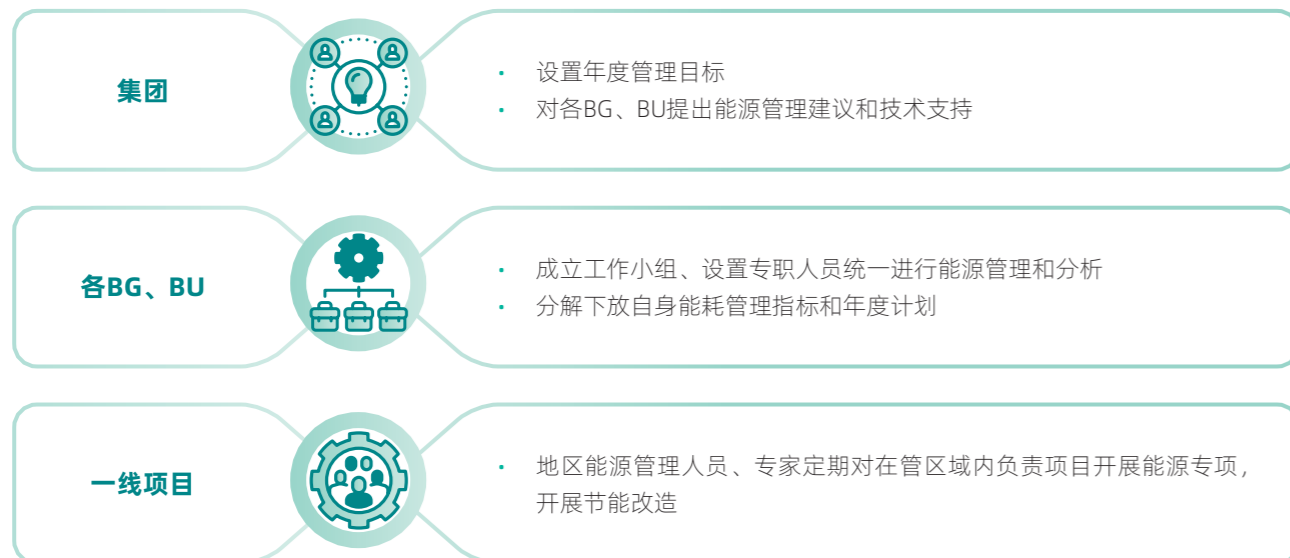 集团
· 设置年度管理目标
· 对各BG、BU提出能源管理建议和技术支持
各BG、BU
· 成立工作小组、设置专职人员统一进行能源管理和分析
· 分解下放自身能耗管理指标和年度计划
一线项目
· 地区能源管理人员、专家定期对在管区域内负责项目开展能源专项，
开展节能改造